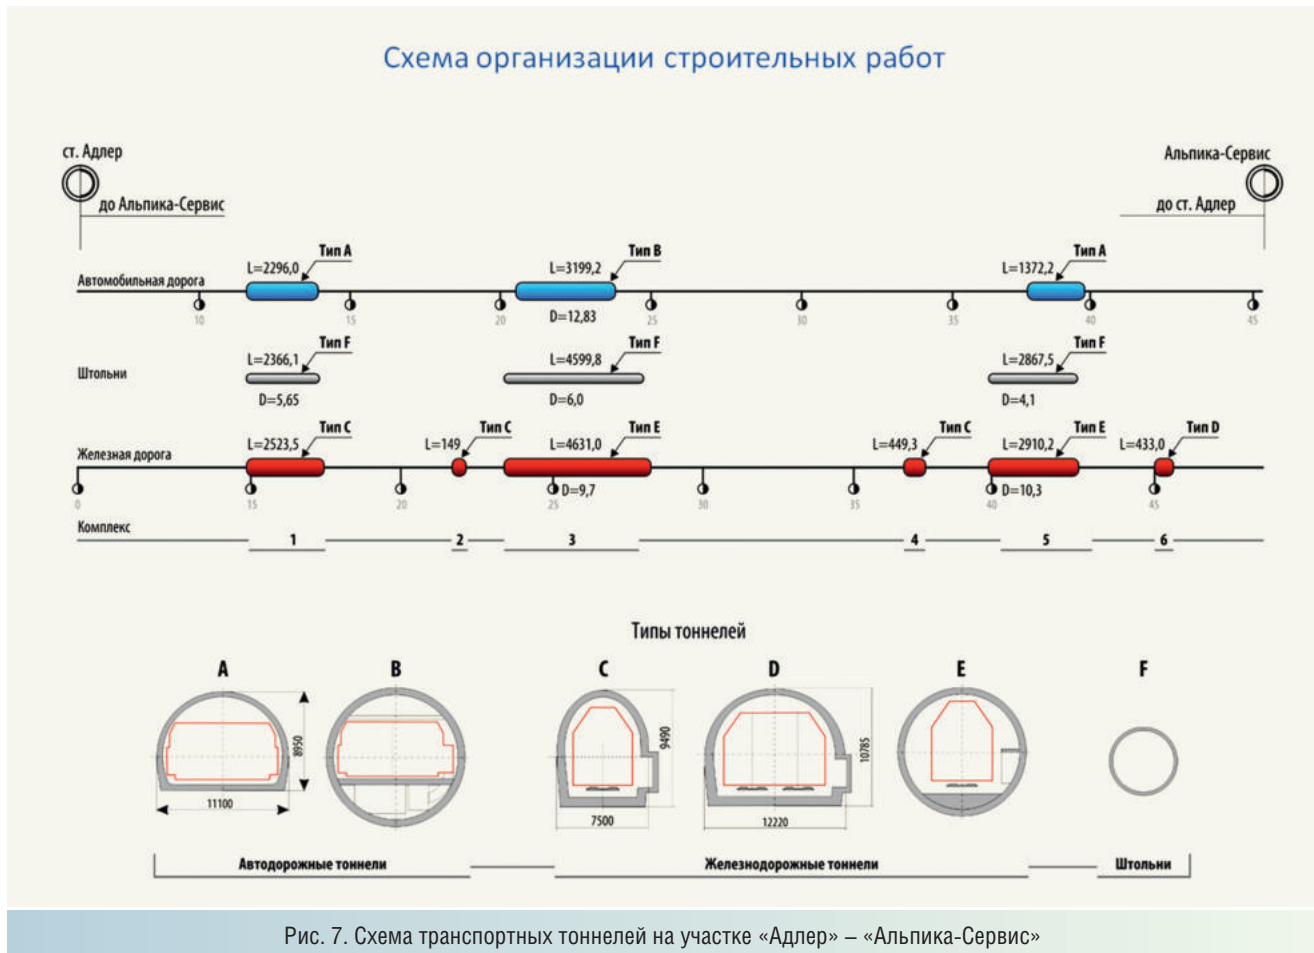 Схема организации строительных работ
ст. Адлер
Альпика-Сервис
до Альпика-Сервис
до ст. Адлер
Тип А
Тип В
Тип А
L=2296,0
L=3199,2
L=1372,2
Автомобильная дорога
10
15
20
D=12,83
25
30
35
40
45
Тип F
Тип F
Тип F
L=2366,1
L=4599,8
L=2867,5
Штольни
D=5,65
D=6,0
D=4,1
Тип С
Тип С
Тип Е
Тип С
Тип Е
Тип D
L=2523,5
L=149
L=4631,0
L=449,3
L=2910,2
L=433,0
Железная дорога
D=9,7
D=10,3
0
15
20
25
30
35
40
45
Комплекс
1
2
3
4
5
6
Типы тоннелей
A
B
C
D
E
F
8950
11100
9490
7500
10785
12220
Автодорожные тоннели
Железнодорожные тоннели
Штольни
Рис. 7. Схема транспортных тоннелей на участке «Адлер» – «Альпика-Сервис»